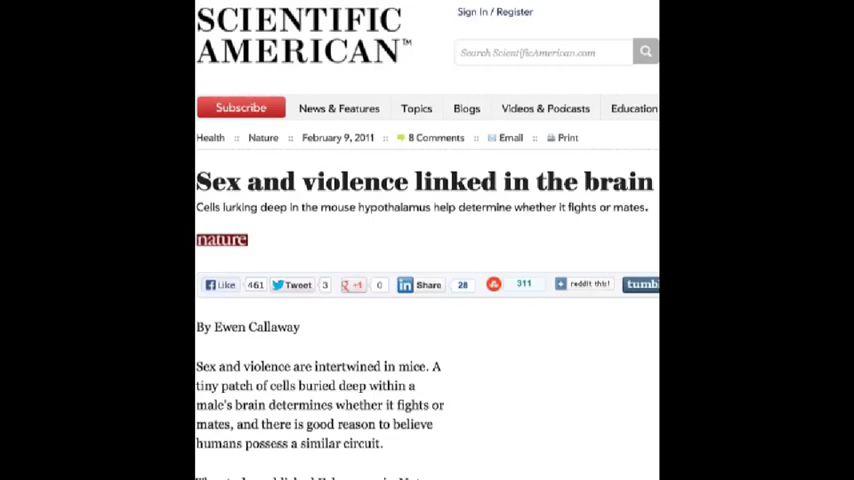 SCIENTIFIC
AMERICAN™
Sign In / Register
Search ScientificAmerican.com
Subscribe News & Features Topics Blogs Videos & Podcasts Education
Health :: Nature :: February 9, 2011 :: 8 Comments :: Email :: Print
Sex and violence linked in the brain
Cells lurking deep in the mouse hypothalamus help determine whether it fights or mates.
nature
Like 461 Tweet 3 +1 0 in Share 28 311 reddit this! tumbl
By Ewen Callaway
Sex and violence are intertwined in mice. A
tiny patch of cells buried deep within a
male's brain determines whether it fights or
mates, and there is good reason to believe
humans possess a similar circuit.